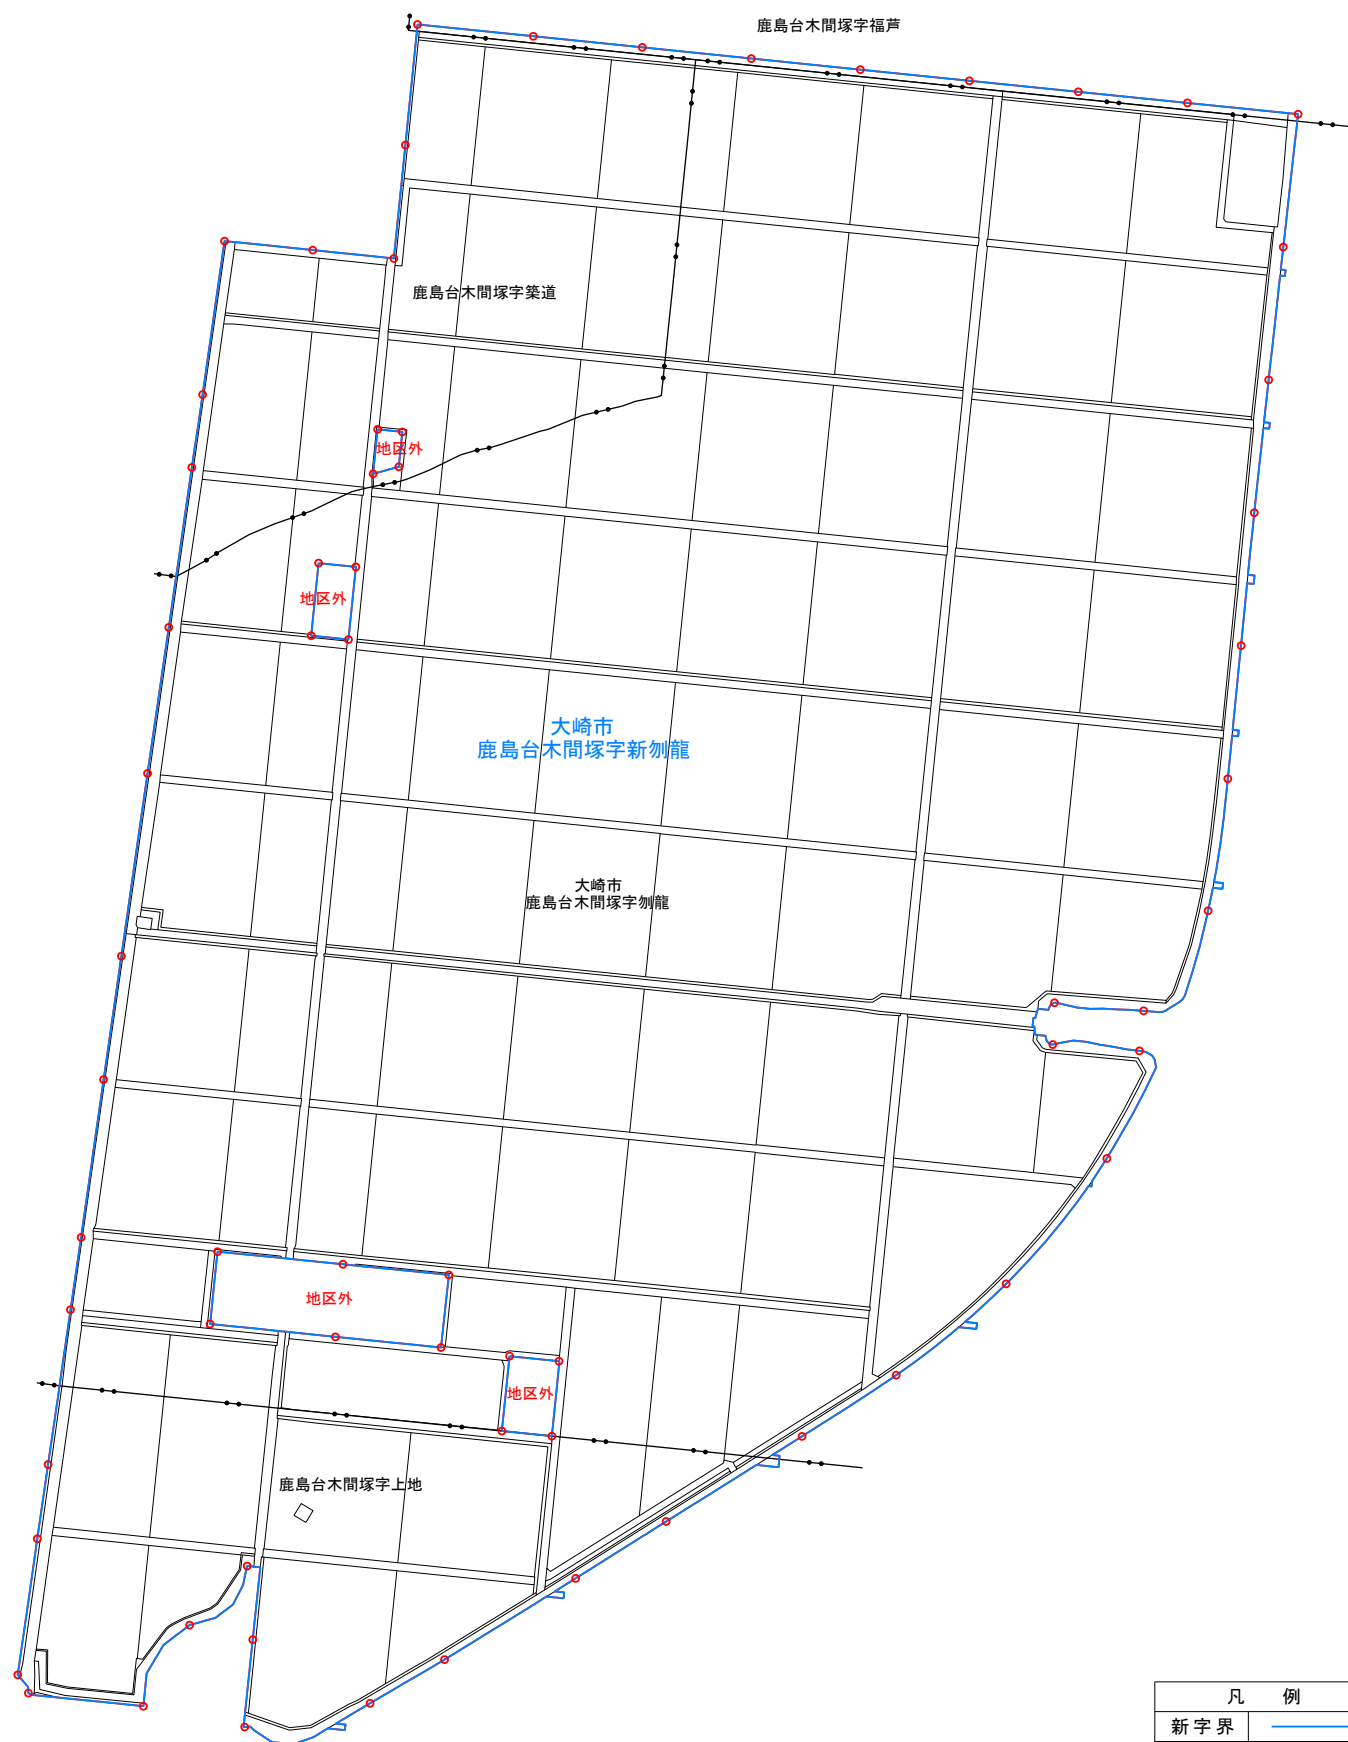 鹿島台木間塚字福芦
鹿島台木間塚字築道
地区外
地区外
大崎市
鹿島台木間塚字新刎龍
大崎市
鹿島台木間塚字刎龍
地区外
地区外
鹿島台木間塚字上地
凡 例
新字界